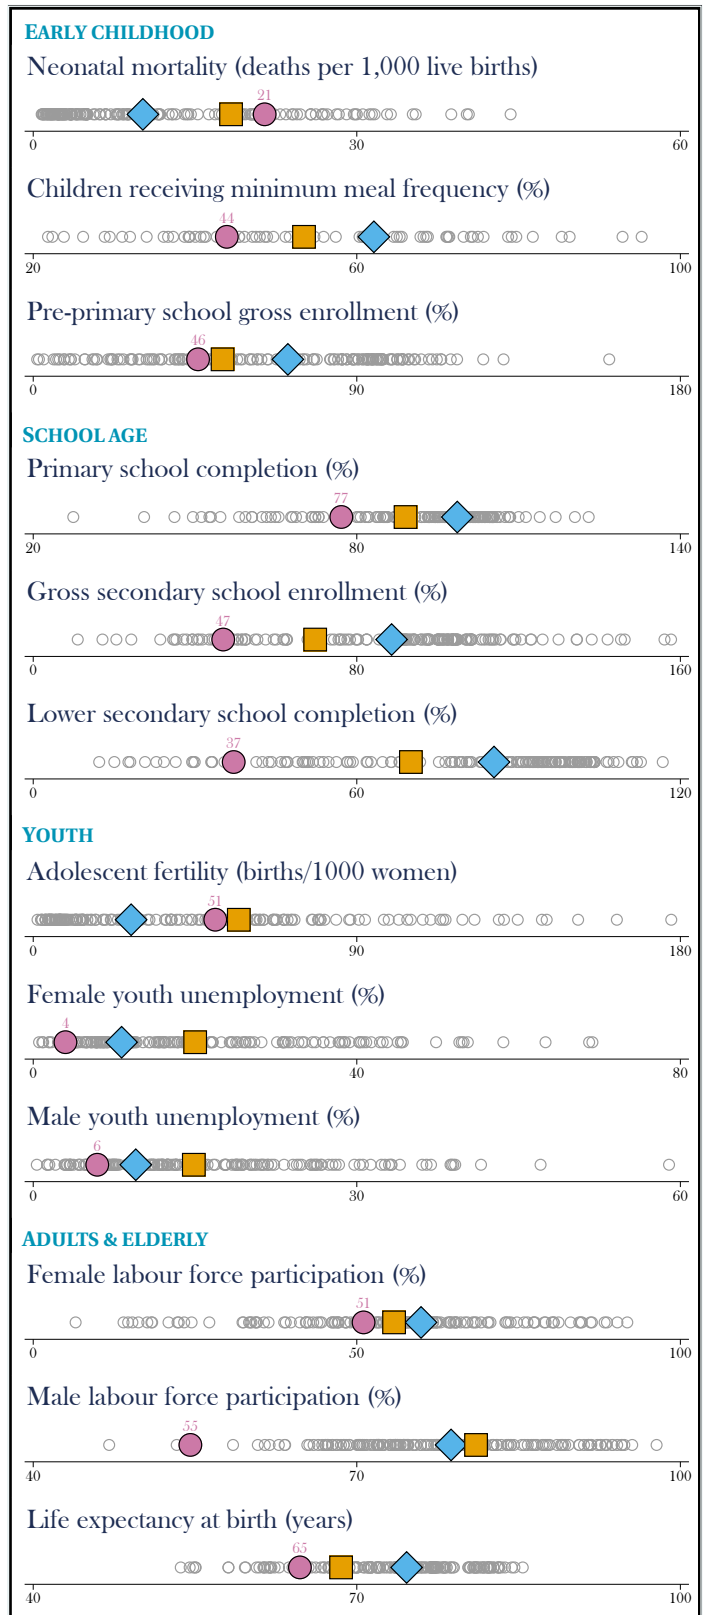 EARLY CHILDHOOD
Neonatal mortality (deaths per 1,000 live births)
21
0 30 60
Children receiving minimum meal frequency (%)
44
20 60 100
Pre-primary school gross enrollment (%)
46
0 90 180
SCHOOL AGE
Primary school completion (%)
77
20 80 140
Gross secondary school enrollment (%)
47
0 80 160
Lower secondary school completion (%)
37
0 60 120
YOUTH
Adolescent fertility (births/1000 women)
51
0 90 180
Female youth unemployment (%)
4
0 40 80
Male youth unemployment (%)
6
0 30 60
ADULTS & ELDERLY
Female labour force participation (%)
51
0 50 100
Male labour force participation (%)
55
40 70 100
Life expectancy at birth (years)
65
40 70 100